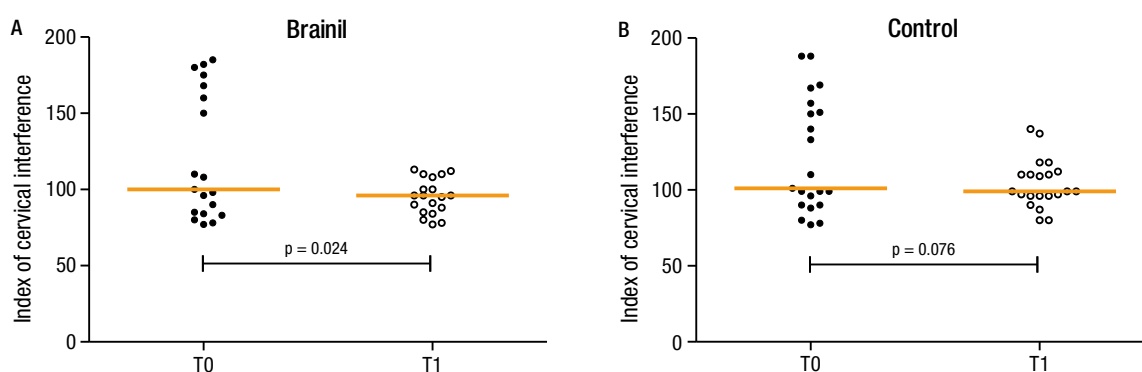 A
Brainil
Index of cervical interference
200
150
100
50
0
p = 0.024
T0
T1
B
Control
Index of cervical interference
200
150
100
50
0
p = 0.076
T0
T1